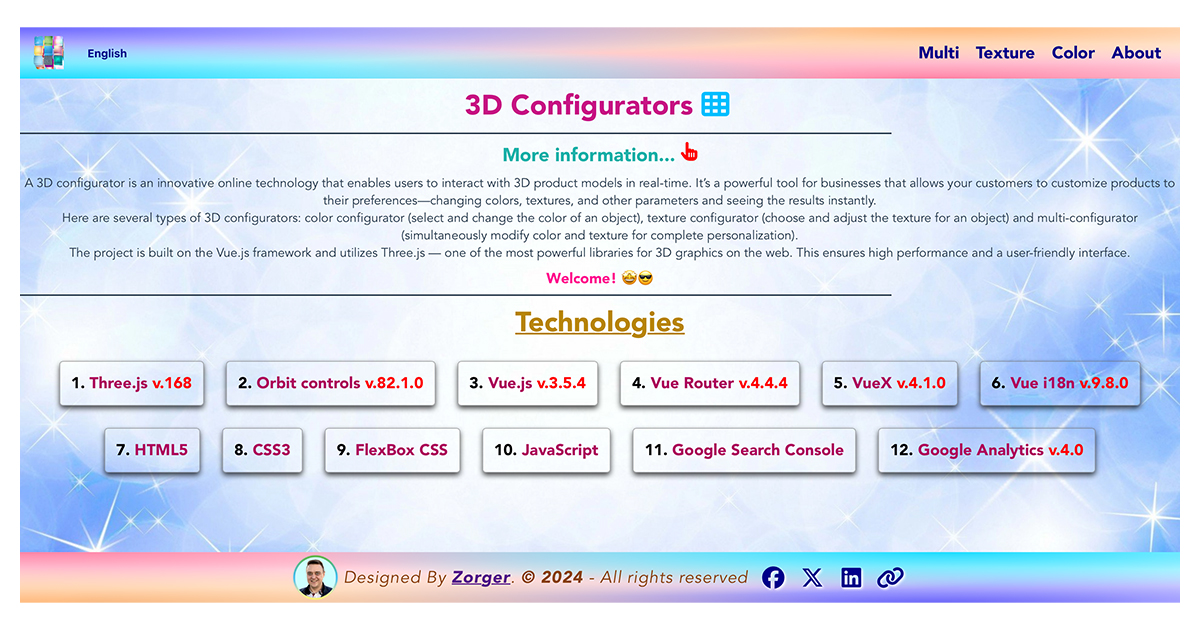 English
Multi Texture Color About
3D Configurators
More information...
A 3D configurator is an innovative online technology that enables users to interact with 3D product models in real-time. It’s a powerful tool for businesses that allows your customers to customize products to
their preferences—changing colors, textures, and other parameters and seeing the results instantly.
Here are several types of 3D configurators: color configurator (select and change the color of an object), texture configurator (choose and adjust the texture for an object) and multi-configurator
(simultaneously modify color and texture for complete personalization).
The project is built on the Vue.js framework and utilizes Three.js — one of the most powerful libraries for 3D graphics on the web. This ensures high performance and a user-friendly interface.
Welcome! 🤩😎
Technologies
1. Three.js v.168
2. Orbit controls v.82.1.0
3. Vue.js v.3.5.4
4. Vue Router v.4.4.4
5. VueX v.4.1.0
6. Vue i18n v.9.8.0
7. HTML5
8. CSS3
9. FlexBox CSS
10. JavaScript
11. Google Search Console
12. Google Analytics v.4.0
Designed By Zorger. © 2024 - All rights reserved